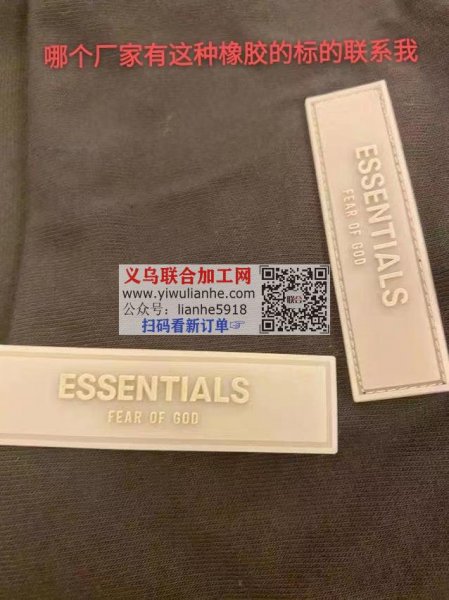 哪个厂家有这种橡胶的标的联系我
ESSENTIALS
FEAR OF GOD
义乌联合加工网
www.yiwulianhe.com
公众号：lianhe5918
扫码看新订单☞
联合
ESSENTIALS
FEAR OF GOD